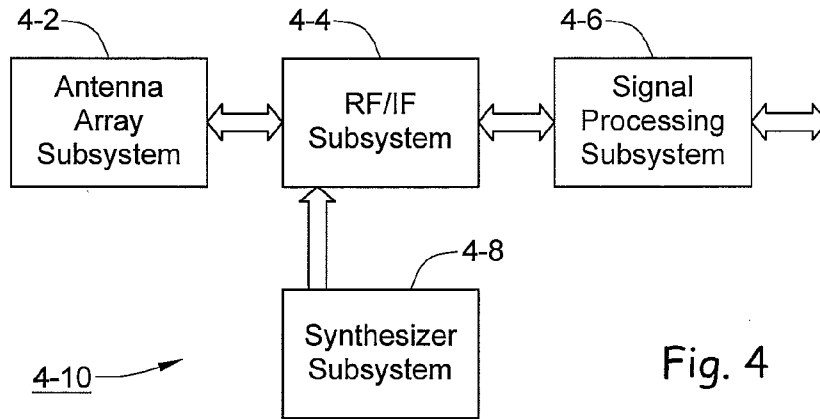 4-2
4-4
4-6
Antenna
Array
Subsystem
RF/IF
Subsystem
Signal
Processing
Subsystem
4-8
Synthesizer
Subsystem
4-10
Fig. 4